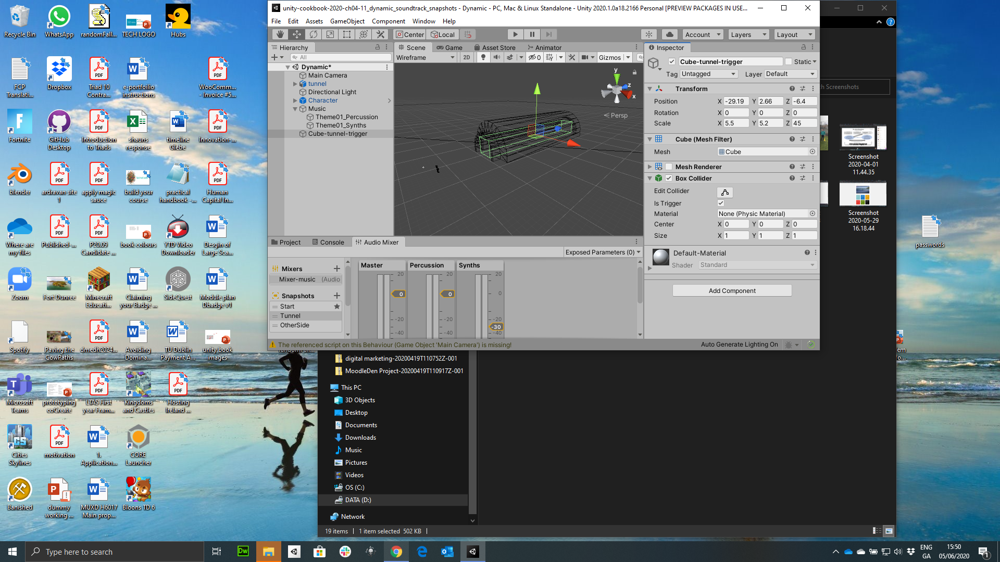 unity-cookbook-2020-ch04-11_dynamic_soundtrack_snapshots - Dynamic - PC, Mac & Linux Standalone - Unity 2020.1.0a18.2166 Personal [PREVIEW PACKAGES IN USE...
File Edit Assets GameObject Component Window Help
Center Local Account Layers Layout
Hierarchy
All
Dynamic*
Main Camera
tunnel
Directional Light
Character
Music
Theme01_Percussion
Theme01_Synths
Cube-tunnel-trigger
Scene Game Asset Store Animator
Wireframe 2D 0 Gizmos
y
z
x
Persp
Inspector
Cube-tunnel-trigger Static
Tag Untagged Layer Default
Transform
Position X -29.19 Y 2.66 Z -6.4
Rotation X 0 Y 0 Z 0
Scale X 5.5 Y 5.2 Z 45
Cube (Mesh Filter)
Mesh Cube
Mesh Renderer
Box Collider
Edit Collider
Is Trigger
Material None (Physic Material)
Center X 0 Y 0 Z 0
Size X 1 Y 1 Z 1
Default-Material
Shader Standard
Add Component
Project Console Audio Mixer
Exposed Parameters (0)
Mixers
Mixer-music (Audio
Snapshots
Start
Tunnel
OtherSide
Master Percussion Synths
20 20 20
0 0 0
-20 -20 -20
-30
-40 -40 -40
The referenced script on this Behaviour (Game Object 'Main Camera') is missing!
Auto Generate Lighting On
Recycle Bin
WhatsApp
randomFall...
TECH LOGO
Hubs
FCP
Translati...
Dropbox
Triad 10
Contra...
e-portfoilio
instructions
WooComm...
- Invoice #5...
Fortnite
GitHub
Desktop
Introduction
to Triads
shauns
response
timeline
Glebe
Innovation-...
blender
ardravan site
1
apply magic
sauce
build your
course
practical
handbook -...
Human
Capital In...
Where are
my files
Published-...
P20.09
Candidate ...
book colours
YTD Video
Downloader
Desgin of
Large Sca...
Zoom
Fort Dunree
Minecraft
Educati...
Claiming
your Badge ...
SideQuest
Module plan
Dbadge v1
Spotify
Paving the
CowPaths
dmedh2024...
Avoiding
Domina...
TU Dublin
Payment A...
unity book
images
Microsoft
Teams
prototyping
coCreate
LTAS First
year Fram...
Kingdoms
and Castles
Hosting
Ireland ...
Cities
Skylines
motivation
1.
Application...
CORE
Launcher
Banished
dummy
working ...
MUXD H6017
Main prop...
Bloons TD 6
digital marketing-20200419T110752Z-001
MoodleDen Project-20200419T110917Z-001
This PC
3D Objects
Desktop
Documents
Downloads
Music
Pictures
Videos
OS (C:)
DATA (D:)
Network
19 items 1 item selected 502 KB
h Screenshots
Screenshot
2020-04-01
11.44.35
Screenshot
2020-05-29
16.18.44
passwords
Type here to search
ENG
GA
15:50
05/06/2020
1